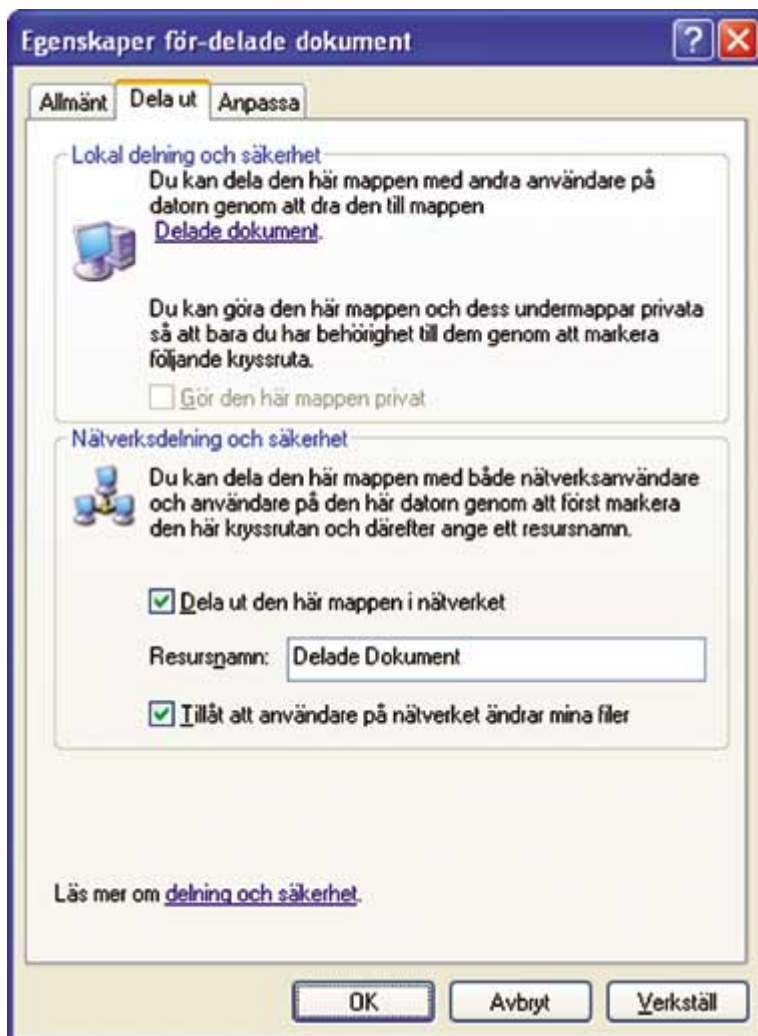 Egenskaper för-delade dokument
Allmänt
Dela ut
Anpassa
Lokal delning och säkerhet
Du kan dela den här mappen med andra användare på
datorn genom att dra den till mappen
Delade dokument.
Du kan göra den här mappen och dess undermappar privata
så att bara du har behörighet till dem genom att markera
följande kryssruta.
Gör den här mappen privat
Nätverksdelning och säkerhet
Du kan dela den här mappen med både nätverksanvändare
och användare på den här datorn genom att först markera
den här kryssrutan och därefter ange ett resursnamn.
Dela ut den här mappen i nätverket
Resursnamn: Delade Dokument
Tillåt att användare på nätverket ändrar mina filer
Läs mer om delning och säkerhet.
OK
Avbryt
Verkställ